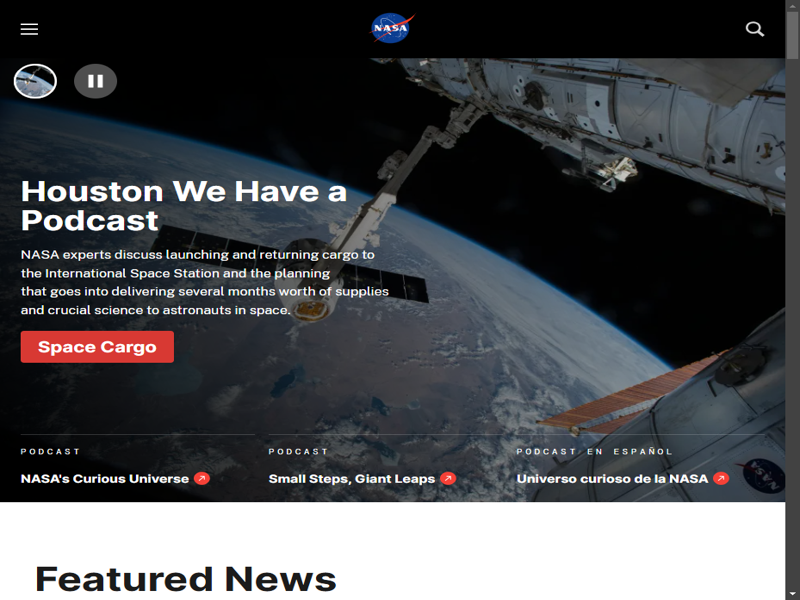 NASA
Houston We Have a
Podcast
NASA experts discuss launching and returning cargo to
the International Space Station and the planning
that goes into delivering several months worth of supplies
and crucial science to astronauts in space.
Space Cargo
PODCAST
NASA's Curious Universe
PODCAST
Small Steps, Giant Leaps
PODCAST EN ESPAÑOL
Universo curioso de la NASA
NASA
Featured News